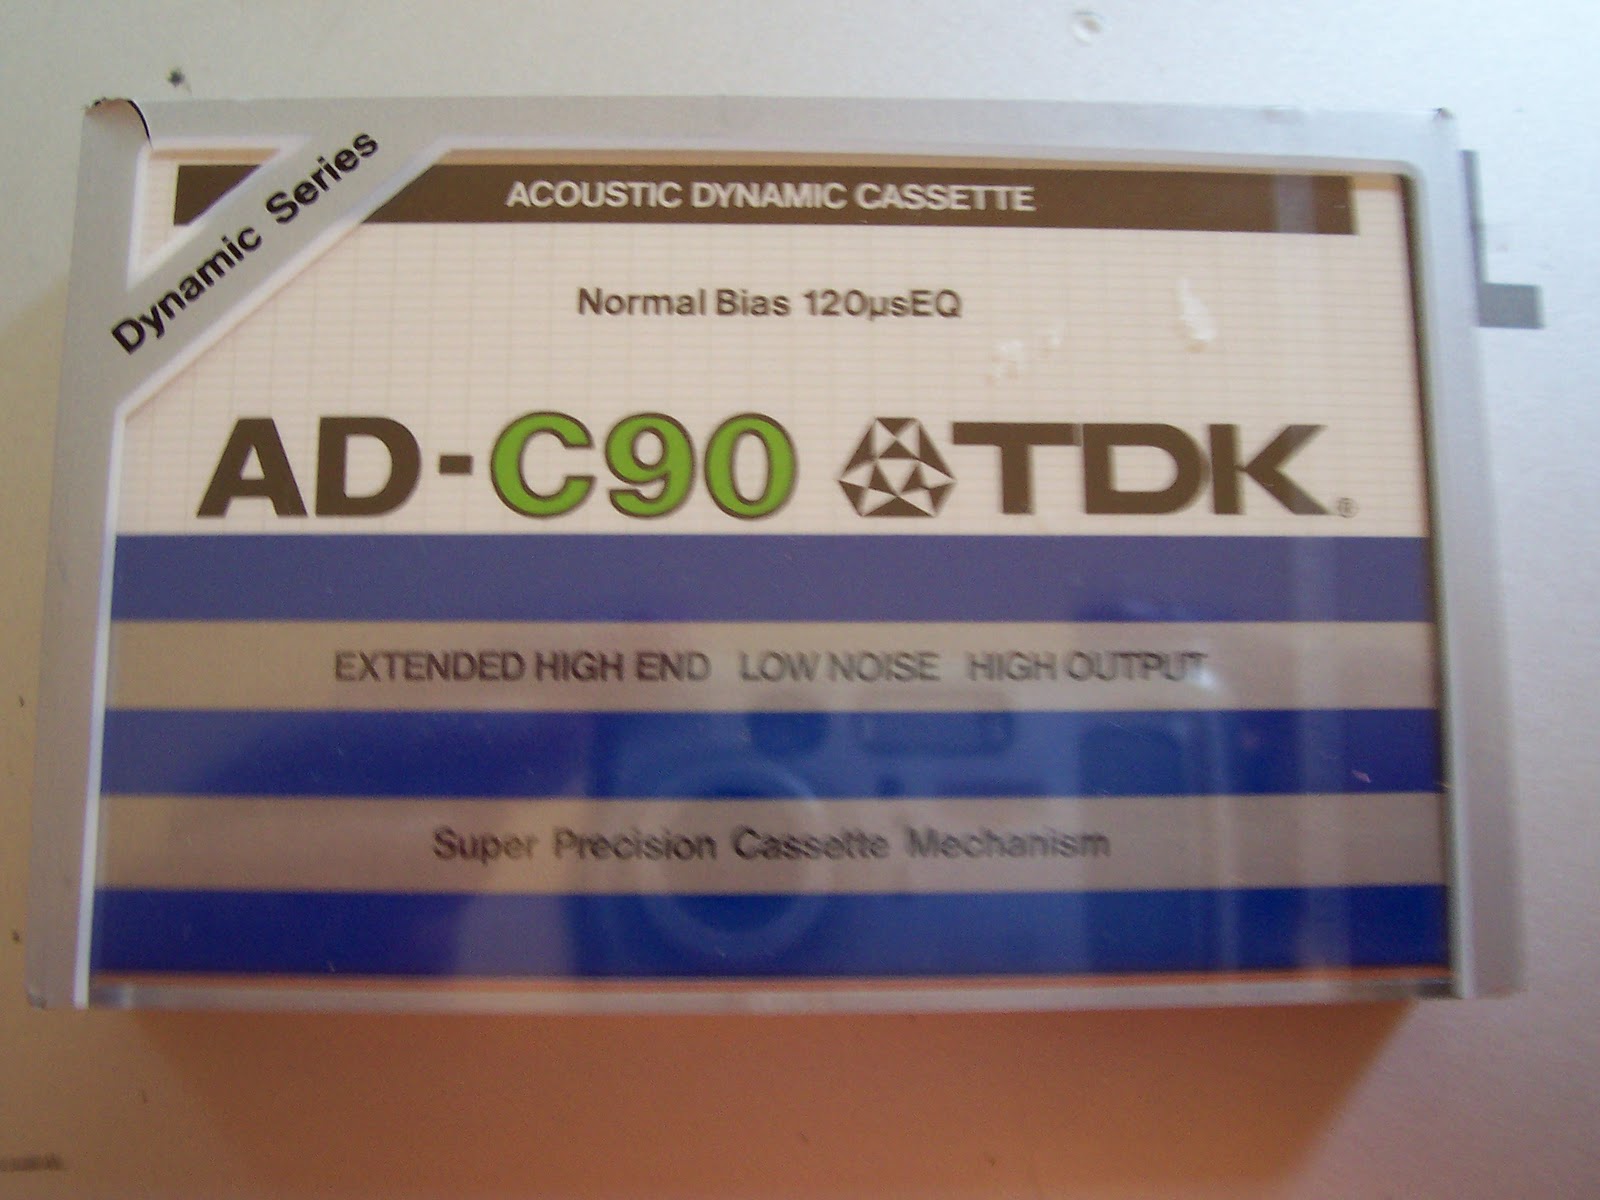 Dynamic Series
ACOUSTIC DYNAMIC CASSETTE
Normal Bias 120µsEQ
AD-C90 TDK®
EXTENDED HIGH END LOW NOISE HIGH OUTPUT
Super Precision Cassette Mechanism